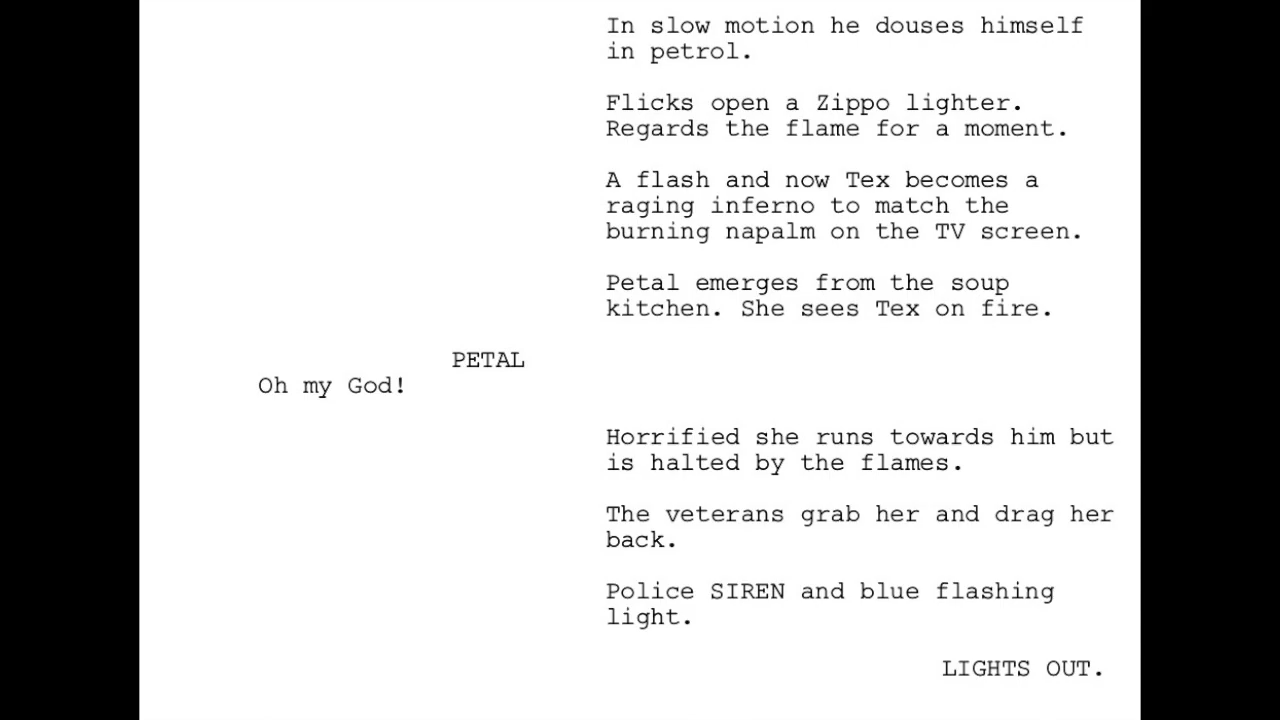 In slow motion he douses himself
in petrol.
Flicks open a Zippo lighter.
Regards the flame for a moment.
A flash and now Tex becomes a
raging inferno to match the
burning napalm on the TV screen.
Petal emerges from the soup
kitchen. She sees Tex on fire.
PETAL
Oh my God!
Horrified she runs towards him but
is halted by the flames.
The veterans grab her and drag her
back.
Police SIREN and blue flashing
light.
LIGHTS OUT.